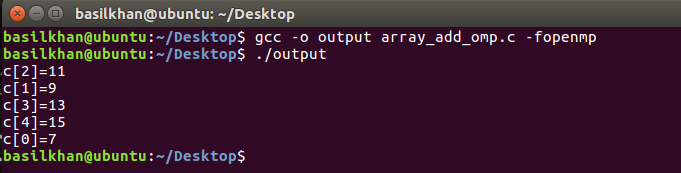 basilkhan@ubuntu: ~/Desktop
basilkhan@ubuntu:~/Desktop$ gcc -o output array_add_omp.c -fopenmp
basilkhan@ubuntu:~/Desktop$ ./output
c[2]=11
c[1]=9
c[3]=13
c[4]=15
c[0]=7
basilkhan@ubuntu:~/Desktop$